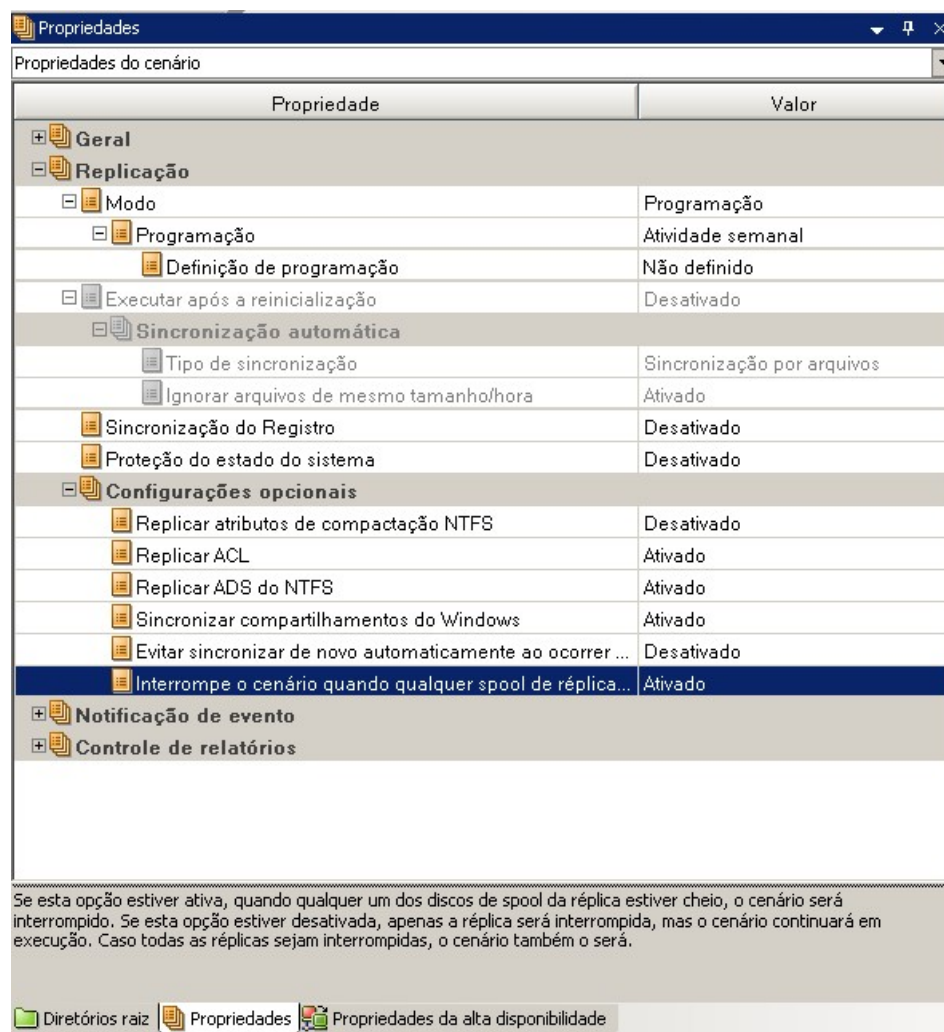 Propriedades
Propriedades do cenário
Propriedade Valor
Geral
Replicação
Modo Programação
Programação Atividade semanal
Definição de programação Não definido
Executar após a reinicialização Desativado
Sincronização automática
Tipo de sincronização Sincronização por arquivos
Ignorar arquivos de mesmo tamanho/hora Ativado
Sincronização do Registro Desativado
Proteção do estado do sistema Desativado
Configurações opcionais
Replicar atributos de compactação NTFS Desativado
Replicar ACL Ativado
Replicar ADS do NTFS Ativado
Sincronizar compartilhamentos do Windows Ativado
Evitar sincronizar de novo automaticamente ao ocorrer ... Desativado
Interrompe o cenário quando qualquer spool de réplica... Ativado
Notificação de evento
Controle de relatórios
Se esta opção estiver ativa, quando qualquer um dos discos de spool da réplica estiver cheio, o cenário será
interrompido. Se esta opção estiver desativada, apenas a réplica será interrompida, mas o cenário continuará em
execução. Caso todas as réplicas sejam interrompidas, o cenário também o será.
Diretórios raiz Propriedades Propriedades da alta disponibilidade